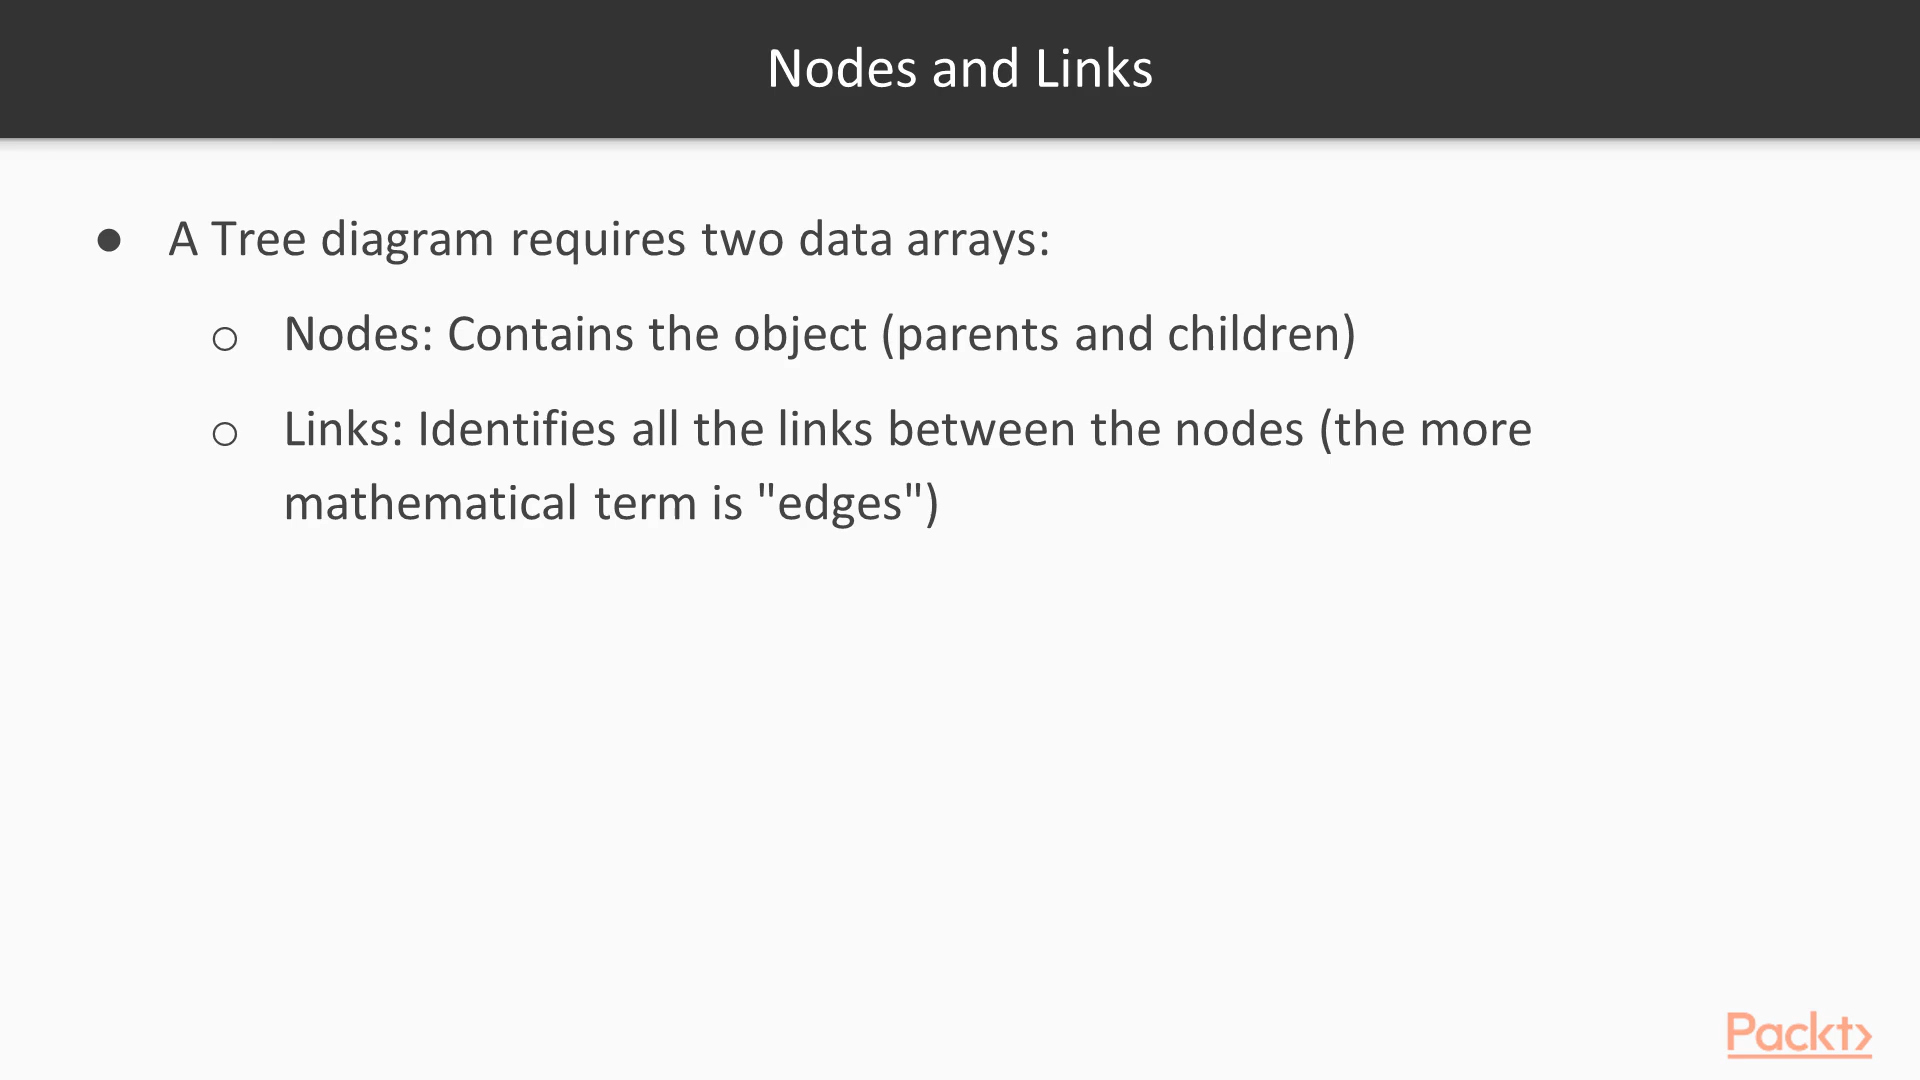 Nodes and Links
● A Tree diagram requires two data arrays:
○ Nodes: Contains the object (parents and children)
○ Links: Identifies all the links between the nodes (the more
mathematical term is "edges")
Packt>